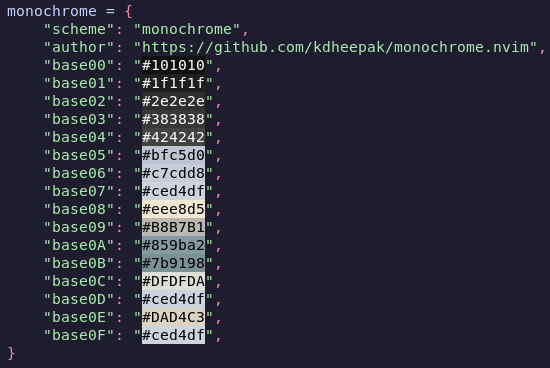 monochrome = {
    "scheme": "monochrome",
    "author": "https://github.com/kdheepak/monochrome.nvim",
    "base00": "#101010",
    "base01": "#1f1f1f",
    "base02": "#2e2e2e",
    "base03": "#383838",
    "base04": "#424242",
    "base05": "#bfc5d0",
    "base06": "#c7cdd8",
    "base07": "#ced4df",
    "base08": "#eee8d5",
    "base09": "#B8B7B1",
    "base0A": "#859ba2",
    "base0B": "#7b9198",
    "base0C": "#DFDFDA",
    "base0D": "#ced4df",
    "base0E": "#DAD4C3",
    "base0F": "#ced4df",
}